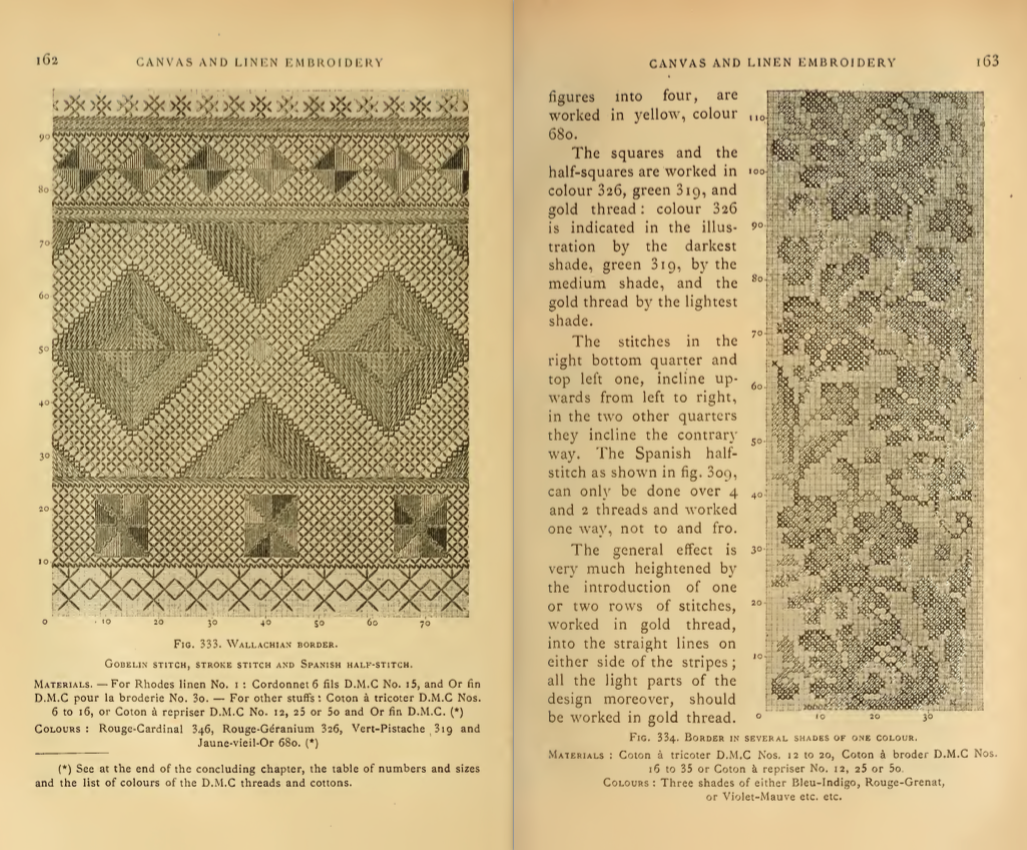 162
CANVAS AND LINEN EMBROIDERY
90
80
70
60
50
40
30
20
10
0 10 20 30 40 50 60 70
Fig. 333. Wallachian border.
Gobelin stitch, stroke stitch and Spanish half-stitch.
Materials. — For Rhodes linen No. 1 : Cordonnet 6 fils D.M.C No. 15, and Or fin
D.M.C pour la broderie No. 30. — For other stuffs : Coton à tricoter D.M.C Nos.
6 to 16, or Coton à repriser D.M.C No. 12, 25 or 50 and Or fin D.M.C. (*)
Colours : Rouge-Cardinal 346, Rouge-Géranium 326, Vert-Pistache 319 and
Jaune-vieil-Or 680. (*)
(*) See at the end of the concluding chapter, the table of numbers and sizes
and the list of colours of the D.M.C threads and cottons.
CANVAS AND LINEN EMBROIDERY
163
figures into four, are
worked in yellow, colour
680.
The squares and the
half-squares are worked in
colour 326, green 319, and
gold thread : colour 326
is indicated in the illus-
tration by the darkest
shade, green 319, by the
medium shade, and the
gold thread by the lightest
shade.
The stitches in the
right bottom quarter and
top left one, incline up-
wards from left to right,
in the two other quarters
they incline the contrary
way. The Spanish half-
stitch as shown in fig. 309,
can only be done over 4
and 2 threads and worked
one way, not to and fro.
The general effect is
very much heightened by
the introduction of one
or two rows of stitches,
worked in gold thread,
into the straight lines on
either side of the stripes ;
all the light parts of the
design moreover, should
be worked in gold thread.
110
100
90
80
70
60
50
40
30
20
10
0 10 20 30
Fig. 334. Border in several shades of one colour.
Materials : Coton à tricoter D.M.C Nos. 12 to 20, Coton à broder D.M.C Nos.
16 to 35 or Coton à repriser No. 12, 25 or 50.
Colours : Three shades of either Bleu-Indigo, Rouge-Grenat,
or Violet-Mauve etc. etc.